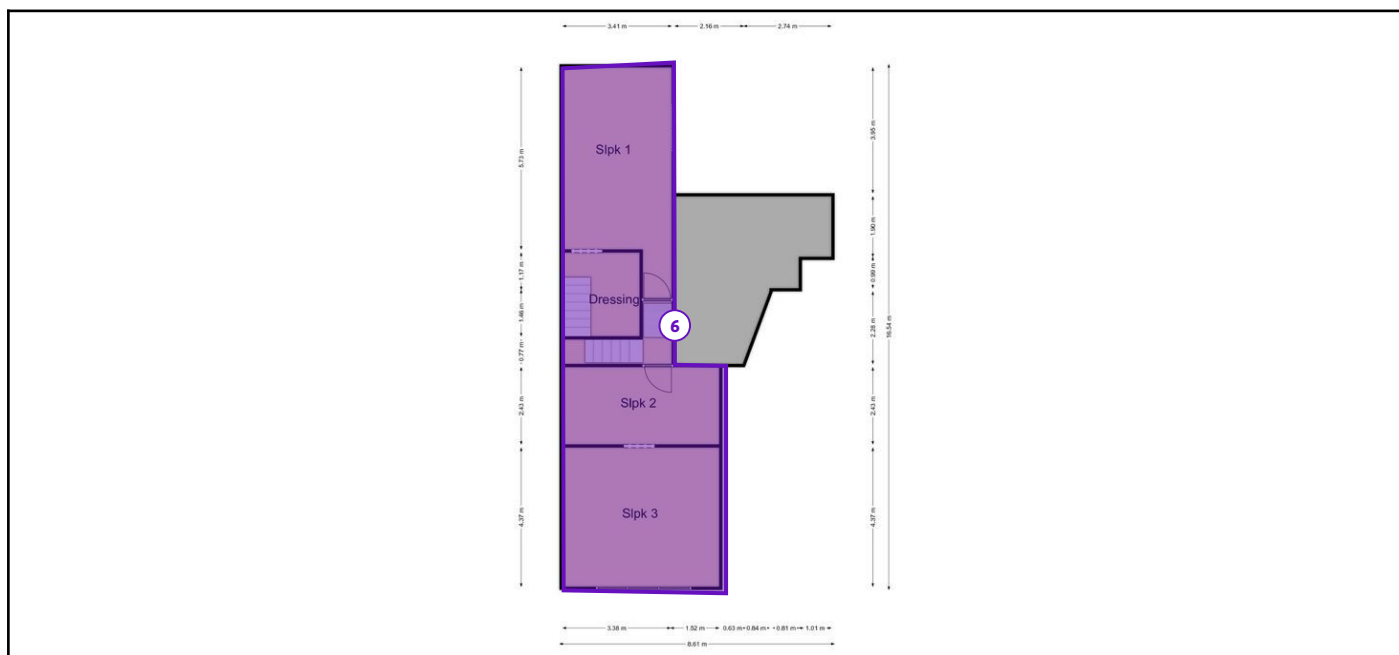 3.41 m 2.16 m 2.74 m
Slpk 1
Dressing
6
Slpk 2
Slpk 3
5.73 m
1.17 m
1.46 m
0.77 m
2.43 m
4.37 m
3.95 m
1.90 m
0.99 m
2.28 m
2.43 m
4.37 m
16.54 m
3.38 m 1.52 m 0.63 m 0.84 m 0.81 m 1.01 m
8.61 m